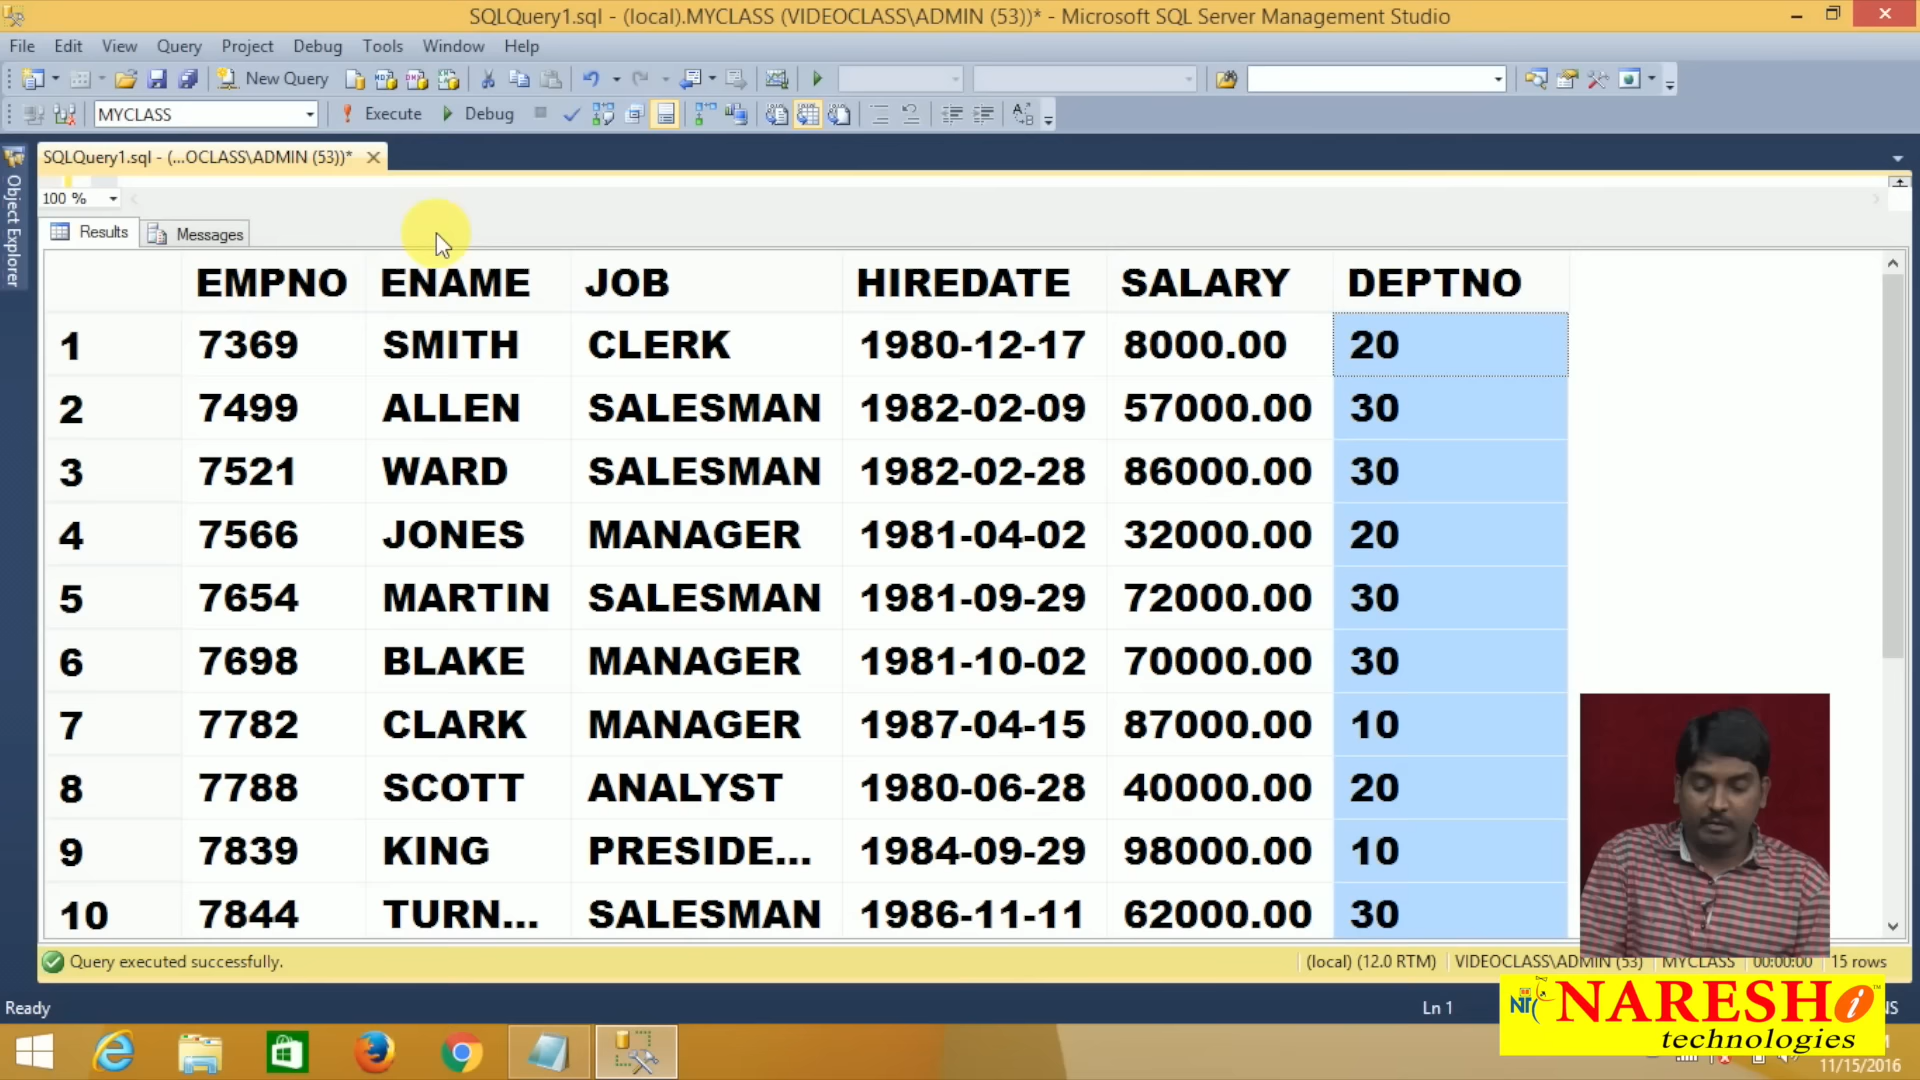 SQLQuery1.sql - (local).MYCLASS (VIDEOCLASS\ADMIN (53))* - Microsoft SQL Server Management Studio
File Edit View Query Project Debug Tools Window Help
New Query
MYCLASS Execute Debug
SQLQuery1.sql - (...OCLASS\ADMIN (53))*
Object Explorer
100 %
Results Messages
EMPNO ENAME JOB HIREDATE SALARY DEPTNO
1 7369 SMITH CLERK 1980-12-17 8000.00 20
2 7499 ALLEN SALESMAN 1982-02-09 57000.00 30
3 7521 WARD SALESMAN 1982-02-28 86000.00 30
4 7566 JONES MANAGER 1981-04-02 32000.00 20
5 7654 MARTIN SALESMAN 1981-09-29 72000.00 30
6 7698 BLAKE MANAGER 1981-10-02 70000.00 30
7 7782 CLARK MANAGER 1987-04-15 87000.00 10
8 7788 SCOTT ANALYST 1980-06-28 40000.00 20
9 7839 KING PRESIDE... 1984-09-29 98000.00 10
10 7844 TURN... SALESMAN 1986-11-11 62000.00 30
Query executed successfully. (local) (12.0 RTM) VIDEOCLASS\ADMIN (53) MYCLASS 00:00:00 15 rows
Ready Ln 1
NARESH i
technologies
11/15/2016